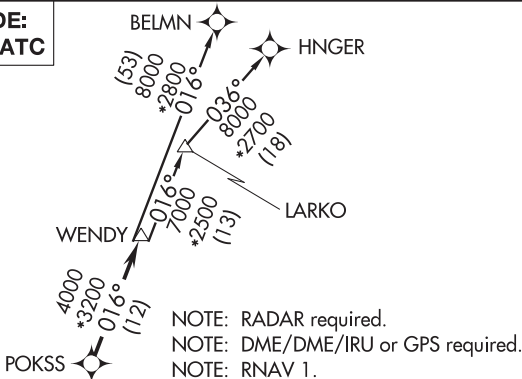 DE:
ATC
BELMN
HNGER
(53)
8000
*2800
016°
036°
8000
*2700
(18)
LARKO
016°
7000
*2500
(13)
WENDY
4000
*3200
016°
(12)
POKSS
NOTE: RADAR required.
NOTE: DME/DME/IRU or GPS required.
NOTE: RNAV 1.